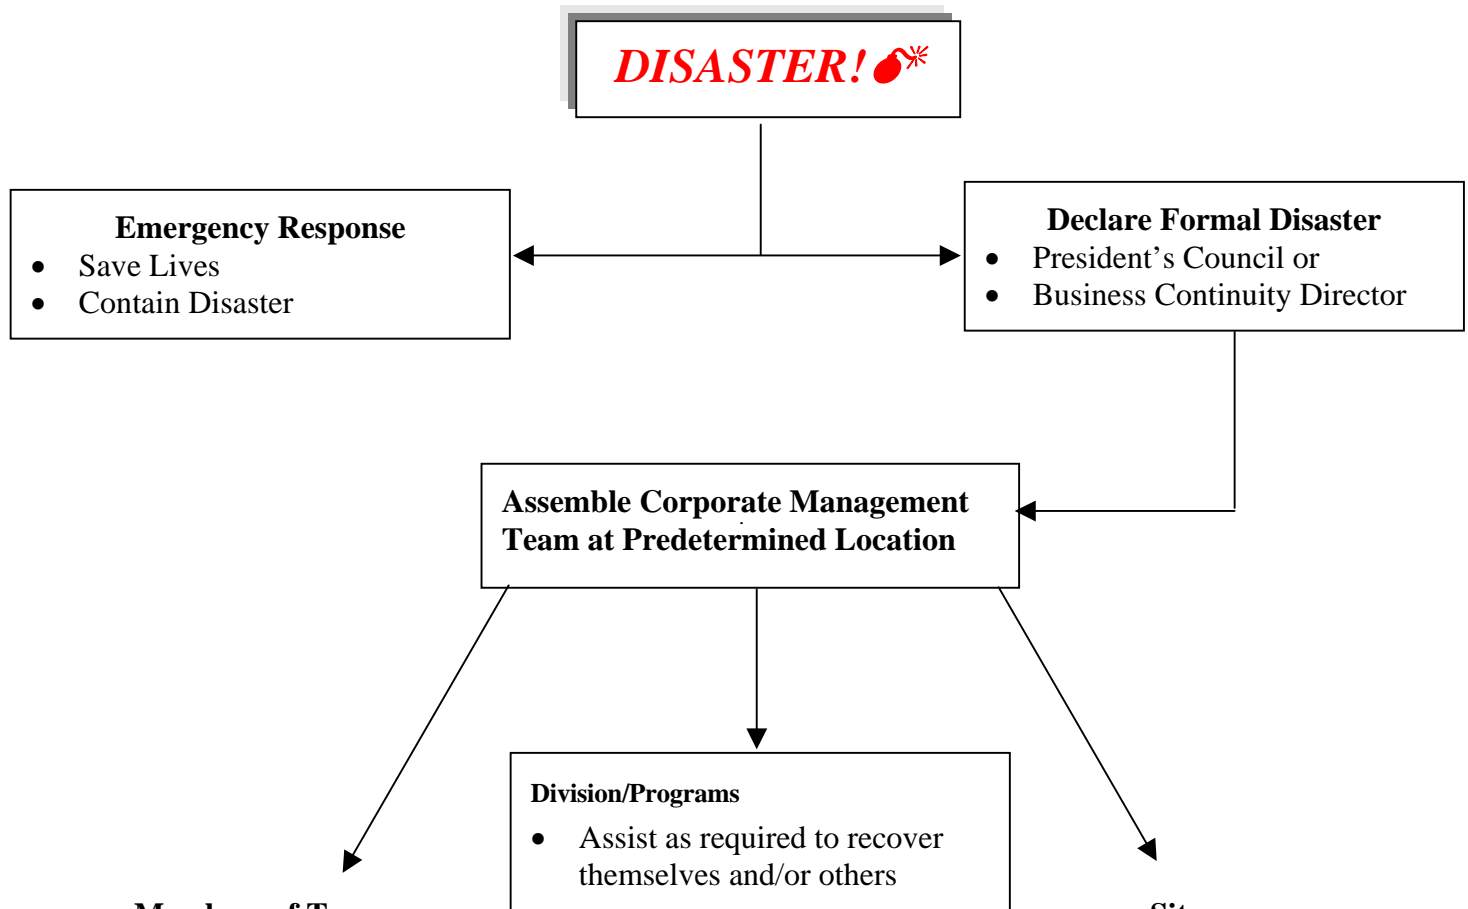 DISASTER!
Emergency Response
• Save Lives
• Contain Disaster
Declare Formal Disaster
• President’s Council or
• Business Continuity Director
Assemble Corporate Management
Team at Predetermined Location
Division/Programs
• Assist as required to recover
themselves and/or others